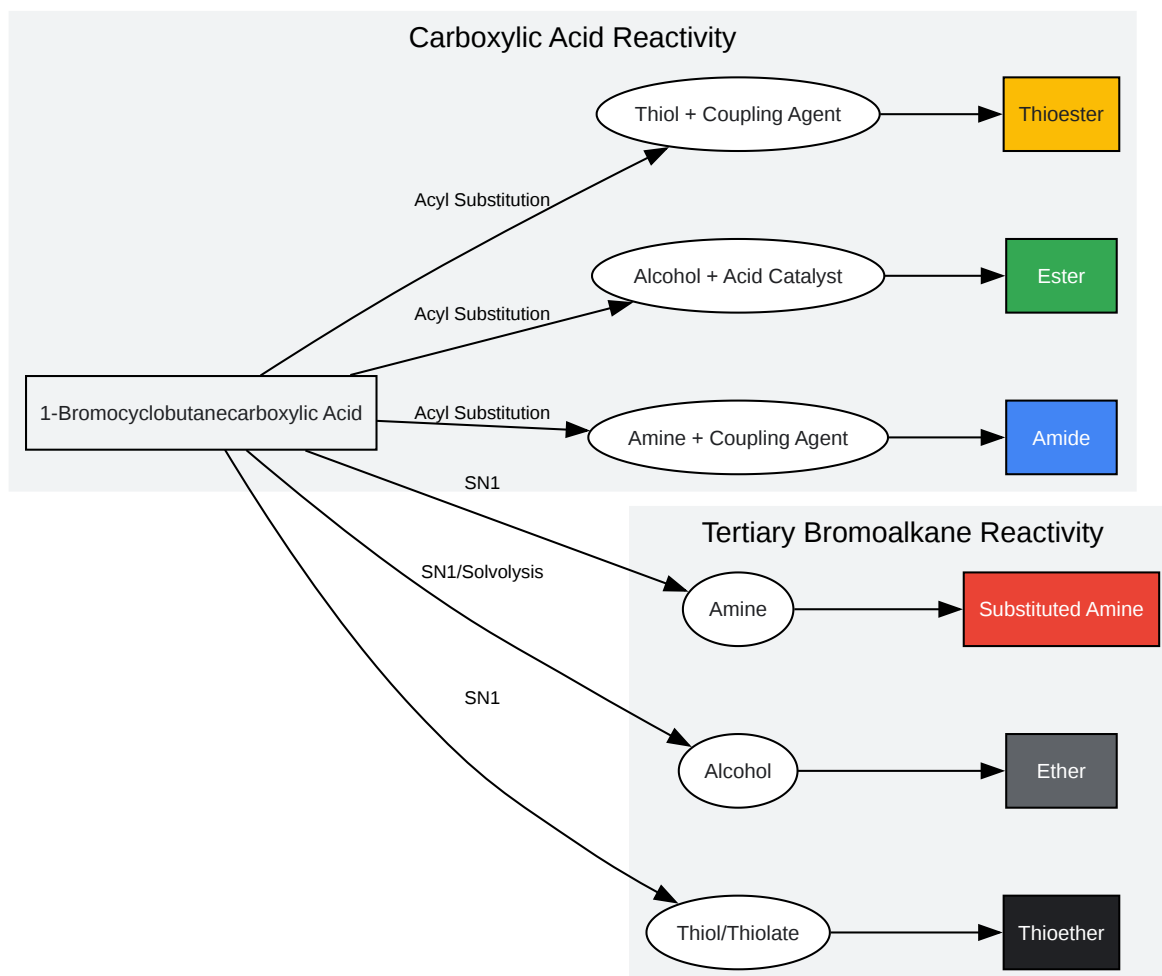 Carboxylic Acid Reactivity
Thiol + Coupling Agent
Thioester
Acyl Substitution
Alcohol + Acid Catalyst
Ester
Acyl Substitution
1-Bromocyclobutanecarboxylic Acid
Acyl Substitution
Amine + Coupling Agent
Amide
SN1
Tertiary Bromoalkane Reactivity
SN1/Solvolysis
Amine
Substituted Amine
SN1
Alcohol
Ether
Thiol/Thiolate
Thioether